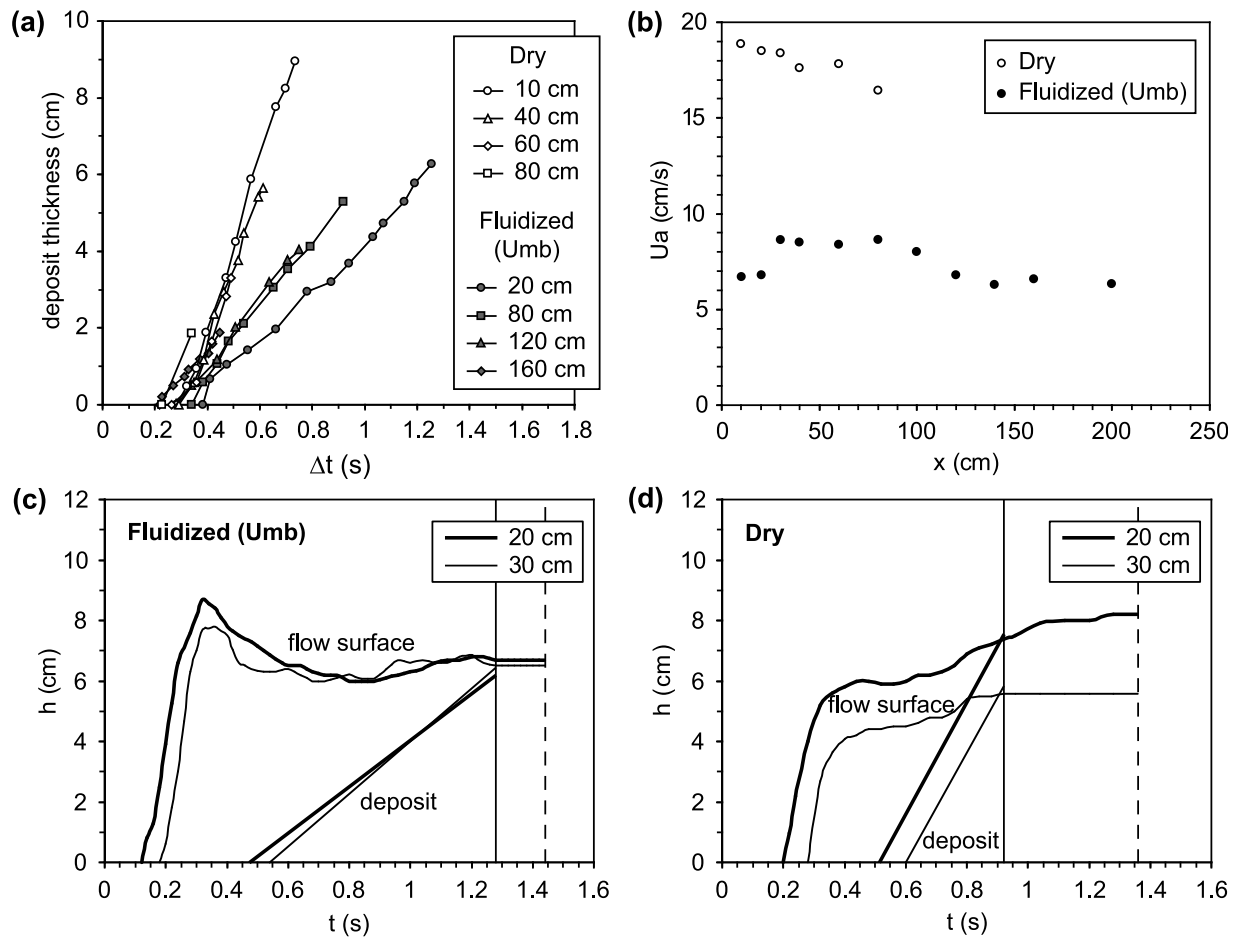 (a)
10
8
6
4
2
0
deposit thickness (cm)
0
0.2
0.4
0.6
0.8
1
1.2
1.4
1.6
1.8
Δt (s)
Dry
10 cm
40 cm
60 cm
80 cm
Fluidized
(Umb)
20 cm
80 cm
120 cm
160 cm
(b)
20
15
10
5
0
Ua (cm/s)
0
50
100
150
200
250
x (cm)
Dry
Fluidized (Umb)
(c)
12
10
8
6
4
2
0
h (cm)
0
0.2
0.4
0.6
0.8
1
1.2
1.4
1.6
t (s)
Fluidized (Umb)
20 cm
30 cm
flow surface
deposit
(d)
12
10
8
6
4
2
0
h (cm)
0
0.2
0.4
0.6
0.8
1
1.2
1.4
1.6
t (s)
Dry
20 cm
30 cm
flow surface
deposit